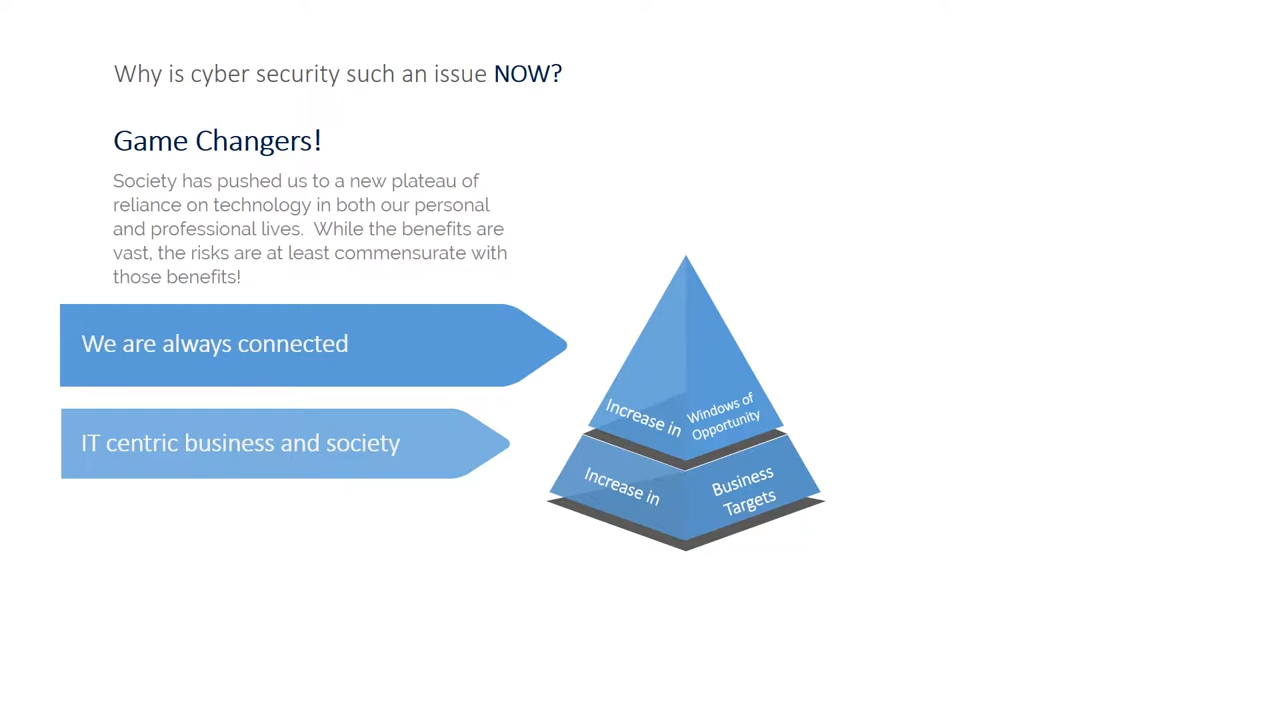 Why is cyber security such an issue NOW?
Game Changers!
Society has pushed us to a new plateau of
reliance on technology in both our personal
and professional lives.  While the benefits are
vast, the risks are at least commensurate with
those benefits!
We are always connected
IT centric business and society
Increase in
Windows of
Opportunity
Increase in
Business
Targets